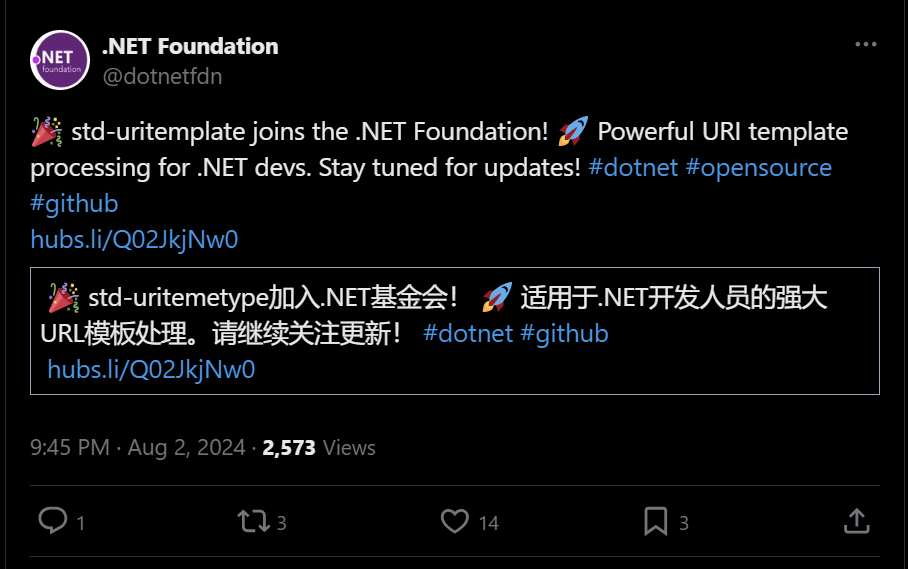 .NET
foundation
.NET Foundation
@dotnetfdn
🎉 std-uritemplate joins the .NET Foundation! 🚀 Powerful URI template
processing for .NET devs. Stay tuned for updates! #dotnet #opensource
#github
hubs.li/Q02JkjNw0
🎉 std-uritemetype加入.NET基金会！ 🚀 适用于.NET开发人员的强大
URL模板处理。请继续关注更新！ #dotnet #github
hubs.li/Q02JkjNw0
9:45 PM · Aug 2, 2024 · 2,573 Views
1 3 14 3